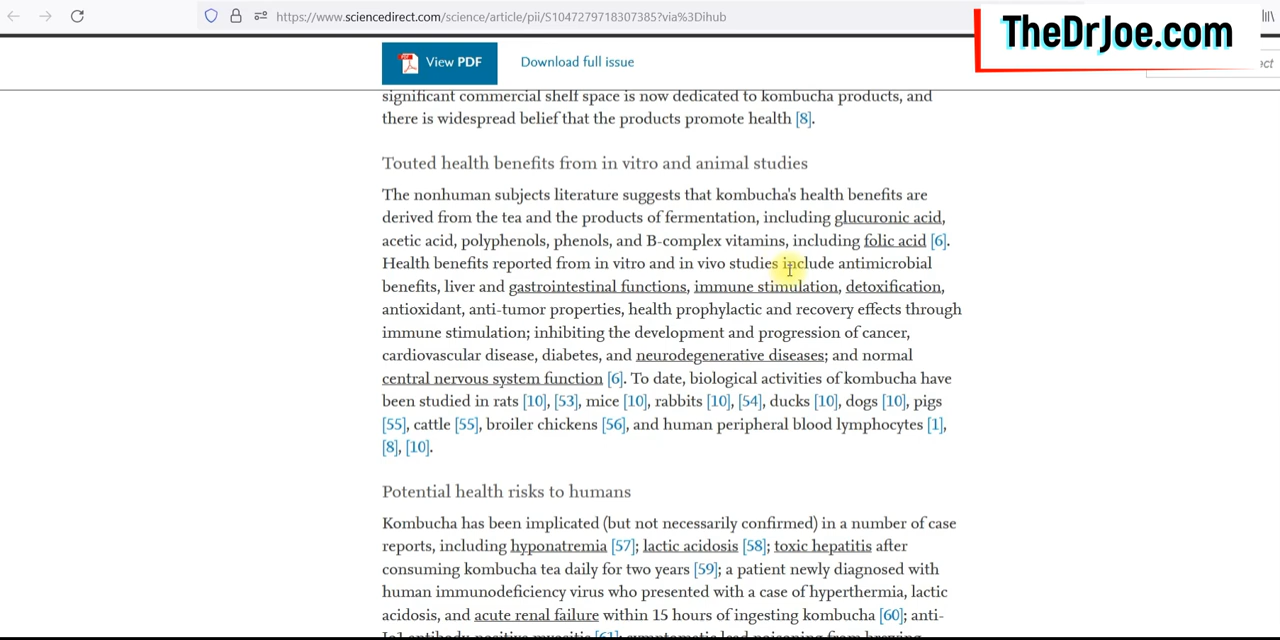 https://www.sciencedirect.com/science/article/pii/S1047279718307385?via%3Dihub
TheDrJoe.com
View PDF
Download full issue
significant commercial shelf space is now dedicated to kombucha products, and
there is widespread belief that the products promote health [8].
Touted health benefits from in vitro and animal studies
The nonhuman subjects literature suggests that kombucha's health benefits are
derived from the tea and the products of fermentation, including glucuronic acid,
acetic acid, polyphenols, phenols, and B-complex vitamins, including folic acid [6].
Health benefits reported from in vitro and in vivo studies include antimicrobial
benefits, liver and gastrointestinal functions, immune stimulation, detoxification,
antioxidant, anti-tumor properties, health prophylactic and recovery effects through
immune stimulation; inhibiting the development and progression of cancer,
cardiovascular disease, diabetes, and neurodegenerative diseases; and normal
central nervous system function [6]. To date, biological activities of kombucha have
been studied in rats [10], [53], mice [10], rabbits [10], [54], ducks [10], dogs [10], pigs
[55], cattle [55], broiler chickens [56], and human peripheral blood lymphocytes [1],
[8], [10].
Potential health risks to humans
Kombucha has been implicated (but not necessarily confirmed) in a number of case
reports, including hyponatremia [57]; lactic acidosis [58]; toxic hepatitis after
consuming kombucha tea daily for two years [59]; a patient newly diagnosed with
human immunodeficiency virus who presented with a case of hyperthermia, lactic
acidosis, and acute renal failure within 15 hours of ingesting kombucha [60]; anti-